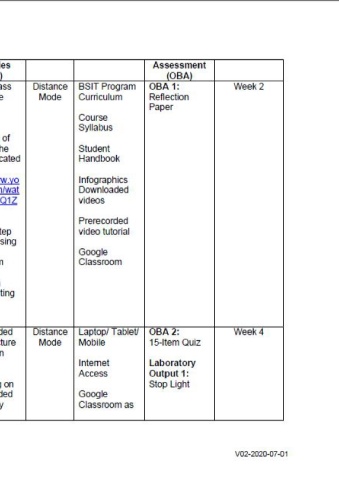 ies Assessment
) (OBA)
ass Distance BSIT Program OBA 1: Week 2
e Mode Curriculum Reflection
Paper
Course
Syllabus
of
he Student
cated Handbook
w.yo Infographics
n/wat Downloaded
Q1Z videos
Prerecorded
tep video tutorial
sing
Google
n Classroom
ting
ded Distance Laptop/ Tablet/ OBA 2: Week 4
ture Mode Mobile 15-Item Quiz
n
Internet Laboratory
Access Output 1:
g on Stop Light
ded Google
y Classroom as
V02-2020-07-01